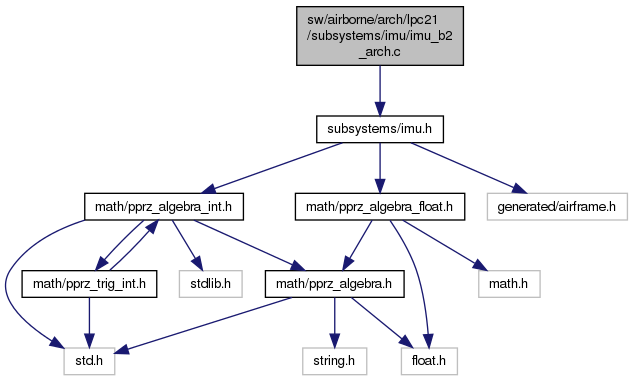 sw/airborne/arch/lpc21
/subsystems/imu/imu_b2
_arch.c
subsystems/imu.h
math/pprz_algebra_int.h
math/pprz_algebra_float.h
generated/airframe.h
math/pprz_trig_int.h
stdlib.h
math/pprz_algebra.h
math.h
std.h
string.h
float.h